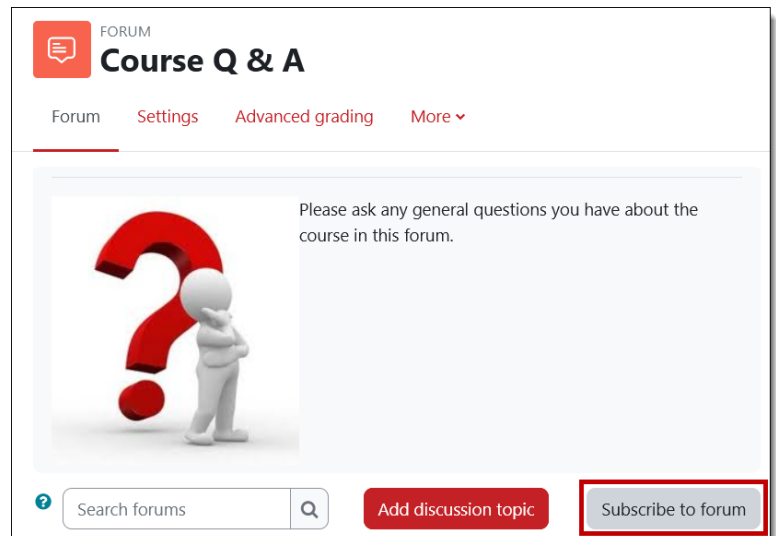 FORUM
Course Q & A
Forum Settings Advanced grading More
Please ask any general questions you have about the
course in this forum.
? Search forums Add discussion topic Subscribe to forum